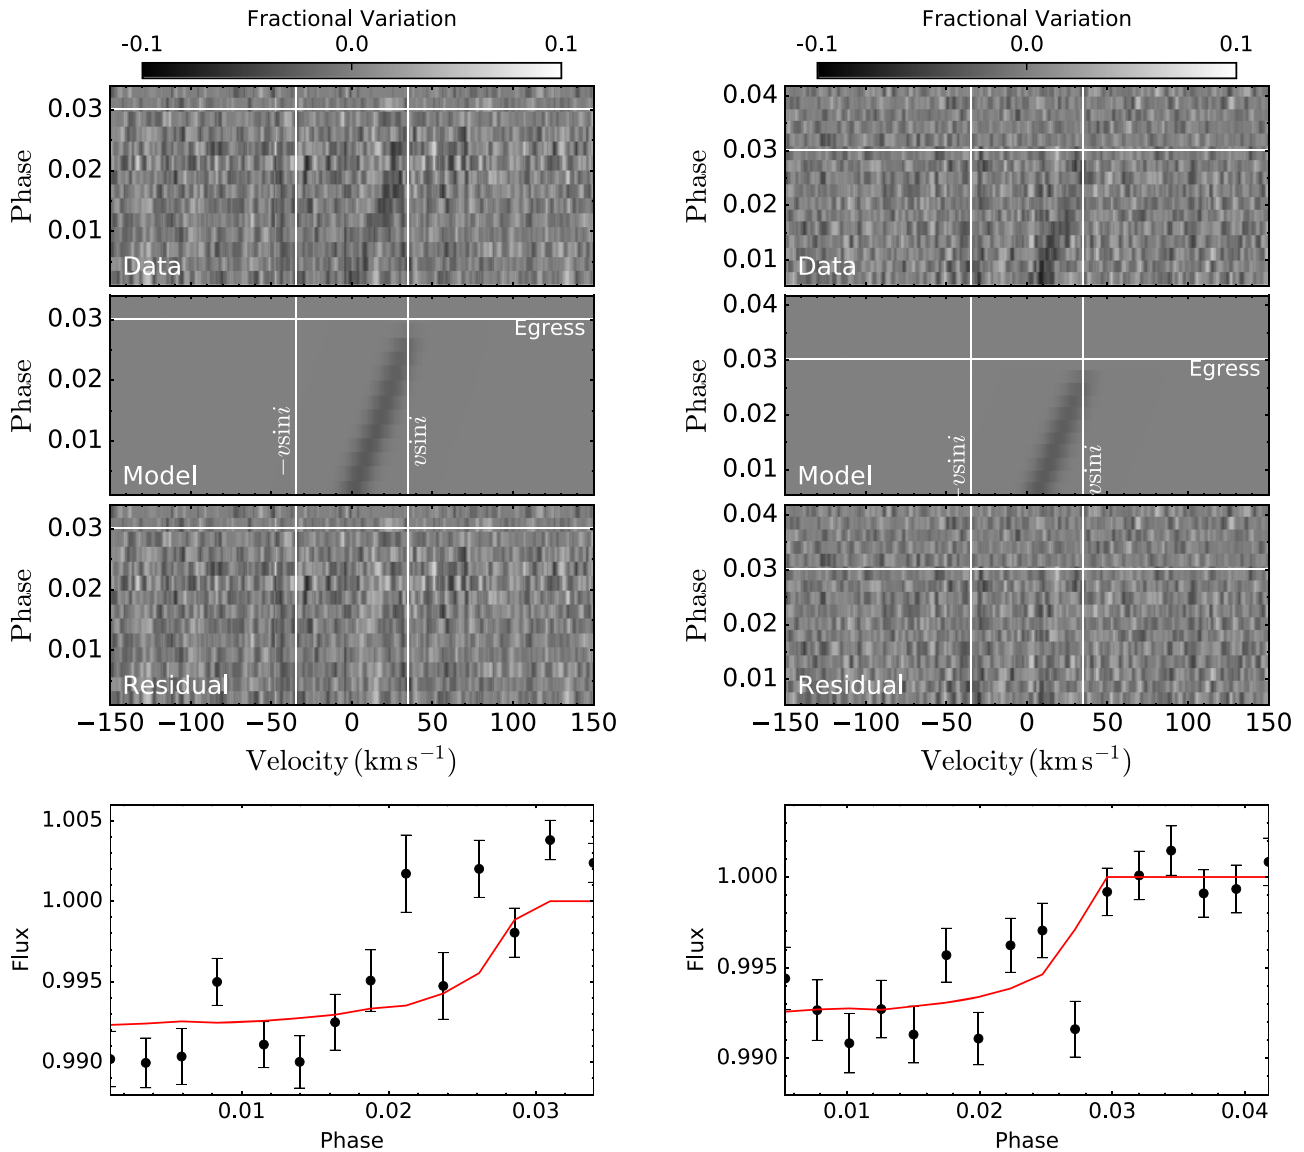 Fractional Variation
-0.1 0.0 0.1
0.03
0.02
0.01
Phase
Data
0.03
0.02
0.01
Phase
Egress
−vsini
vsini
Model
0.03
0.02
0.01
Phase
Residual
−150 −100 −50 0 50 100 150
Velocity (km s⁻¹)
1.005
1.000
0.995
0.990
Flux
0.01 0.02 0.03
Phase
Fractional Variation
-0.1 0.0 0.1
0.04
0.03
0.02
0.01
Phase
Data
0.04
0.03
0.02
0.01
Phase
Egress
−vsini
vsini
Model
0.04
0.03
0.02
0.01
Phase
Residual
−150 −100 −50 0 50 100 150
Velocity (km s⁻¹)
1.000
0.995
0.990
Flux
0.01 0.02 0.03 0.04
Phase